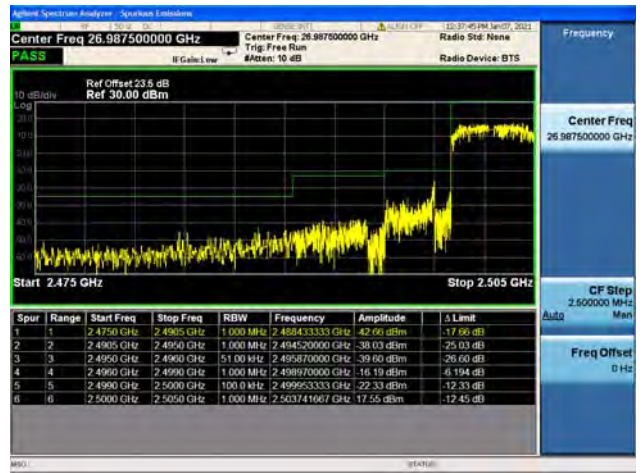 Agilent Spectrum Analyzer - Spurious Emissions
RF 50 Ω DC SENSE:INT ALIGN OFF 12:37:45 PM Jan 07, 2021
Center Freq 26.987500000 GHz
Center Freq: 26.987500000 GHz
Radio Std: None
Frequency
PASS
Trig: Free Run
IFGain:Low
#Atten: 10 dB
Radio Device: BTS
Ref Offset 23.5 dB
10 dB/div
Ref 30.00 dBm
Log
Center Freq
26.987500000 GHz
Start 2.475 GHz
Stop 2.505 GHz
CF Step
2.500000 MHz
Auto Man
Spur Range Start Freq Stop Freq RBW Frequency Amplitude Δ Limit
1 1 2.4750 GHz 2.4905 GHz 1.000 MHz 2.488433333 GHz -42.66 dBm -17.66 dB
2 2 2.4905 GHz 2.4950 GHz 1.000 MHz 2.494520000 GHz -38.03 dBm -25.03 dB
3 3 2.4950 GHz 2.4960 GHz 51.00 kHz 2.495870000 GHz -39.60 dBm -26.60 dB
4 4 2.4960 GHz 2.4990 GHz 1.000 MHz 2.498970000 GHz -16.19 dBm -6.194 dB
5 5 2.4990 GHz 2.5000 GHz 100.0 kHz 2.499953333 GHz -22.33 dBm -12.33 dB
6 6 2.5000 GHz 2.5050 GHz 1.000 MHz 2.503741667 GHz 17.55 dBm -12.45 dB
Freq Offset
0 Hz
MSG
STATUS